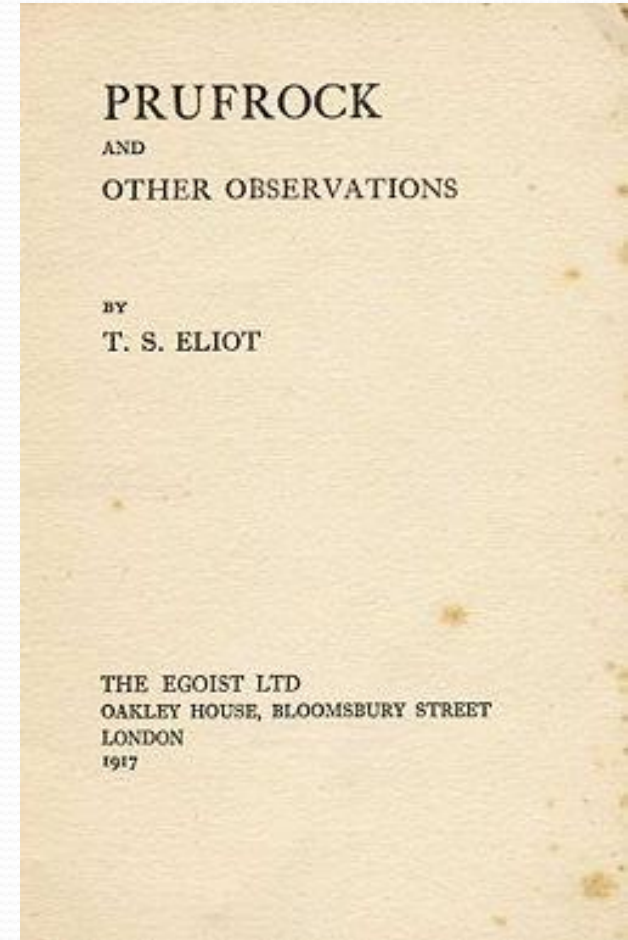 PRUFROCK
AND
OTHER OBSERVATIONS
BY
T. S. ELIOT
THE EGOIST LTD
OAKLEY HOUSE, BLOOMSBURY STREET
LONDON
1917